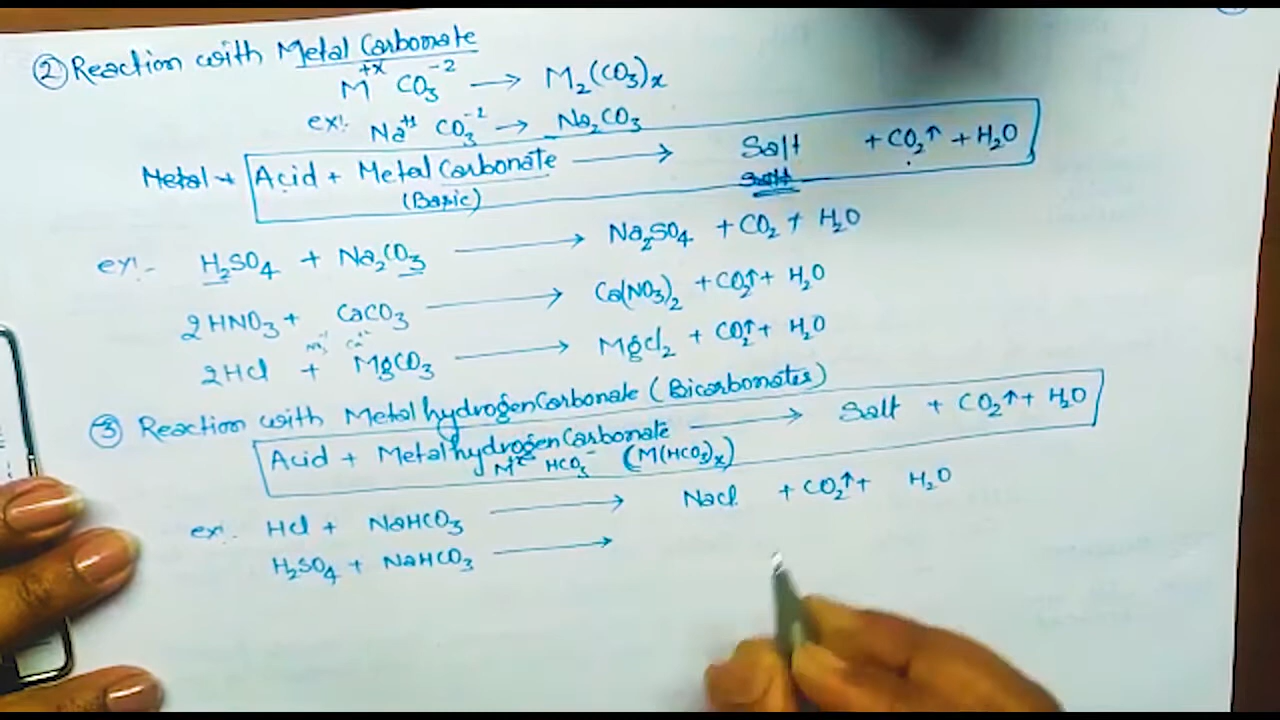 ② Reaction with Metal Carbonate
M⁺ˣ CO₃⁻² → M₂(CO₃)ₓ
ex:- Na⁺¹ CO₃⁻² → Na₂CO₃
Metal + Acid + Metal Carbonate → Salt + CO₂↑ + H₂O
(Basic) Salt
ex:- H₂SO₄ + Na₂CO₃ → Na₂SO₄ + CO₂ ↑ H₂O
2HNO₃ + CaCO₃ → Ca(NO₃)₂ + CO₂↑ + H₂O
2HCl + MgCO₃ → MgCl₂ + CO₂↑ + H₂O
③ Reaction with Metal hydrogen Carbonate (Bicarbonates)
Acid + Metal hydrogen Carbonate → Salt + CO₂↑ + H₂O
M⁺ˣ HCO₃⁻ (M(HCO₃)ₓ)
ex:- HCl + NaHCO₃ → NaCl + CO₂↑ + H₂O
H₂SO₄ + NaHCO₃ →